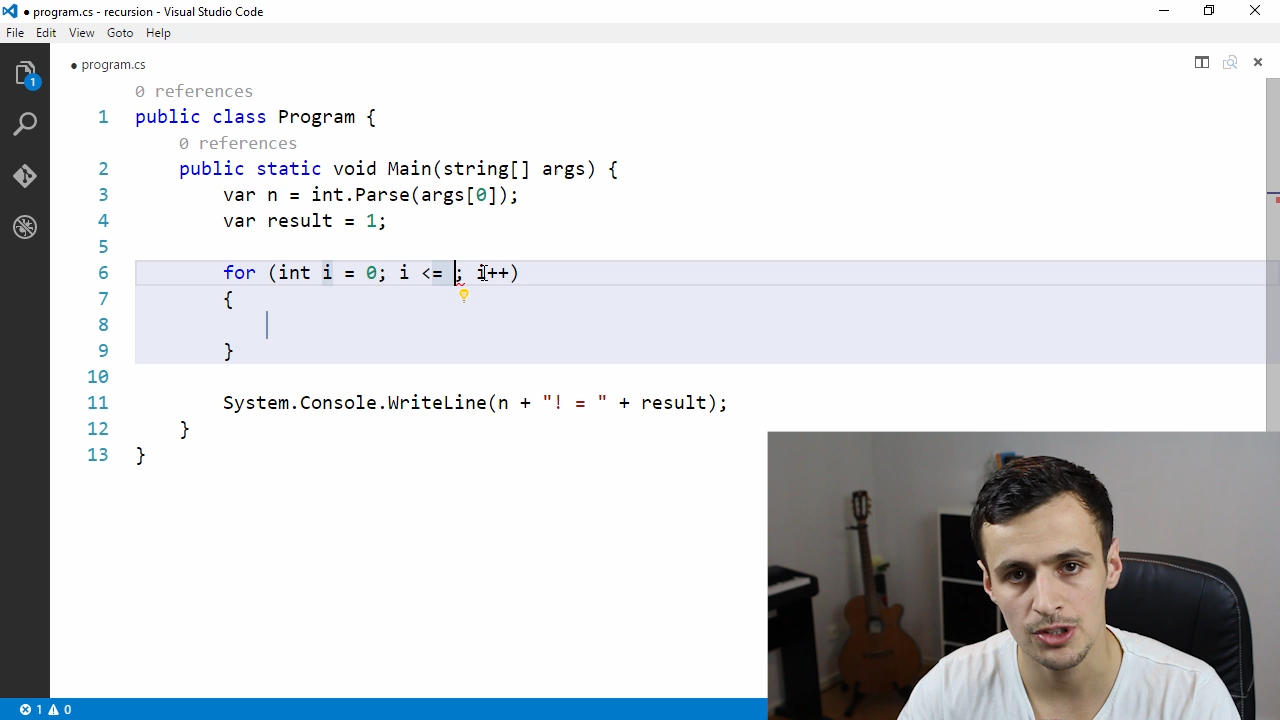 ● program.cs - recursion - Visual Studio Code
File Edit View Goto Help
1
● program.cs
0 references
1 public class Program {
0 references
2 public static void Main(string[] args) {
3 var n = int.Parse(args[0]);
4 var result = 1;
5
6 for (int i = 0; i <= ; i++)
7 {
8
9 }
10
11 System.Console.WriteLine(n + "! = " + result);
12 }
13 }
1 0